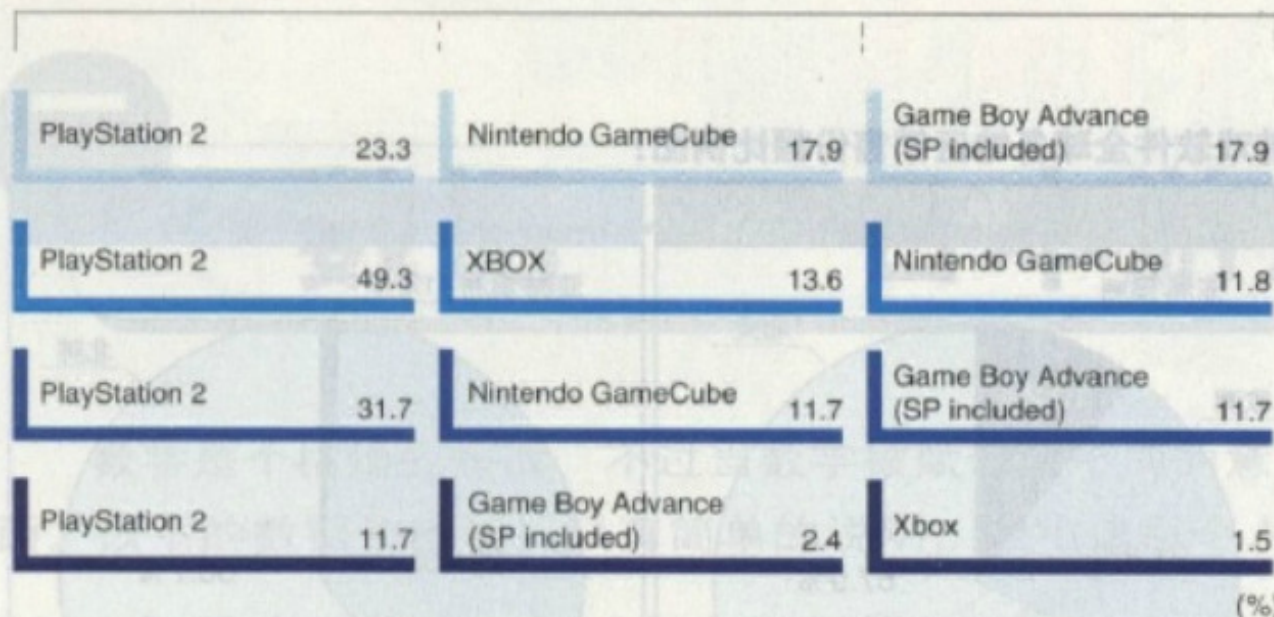 PlayStation 2 23.3
Nintendo GameCube 17.9
Game Boy Advance
(SP included) 17.9
PlayStation 2 49.3
XBOX 13.6
Nintendo GameCube 11.8
PlayStation 2 31.7
Nintendo GameCube 11.7
Game Boy Advance
(SP included) 11.7
PlayStation 2 11.7
Game Boy Advance
(SP included) 2.4
Xbox 1.5
(%)